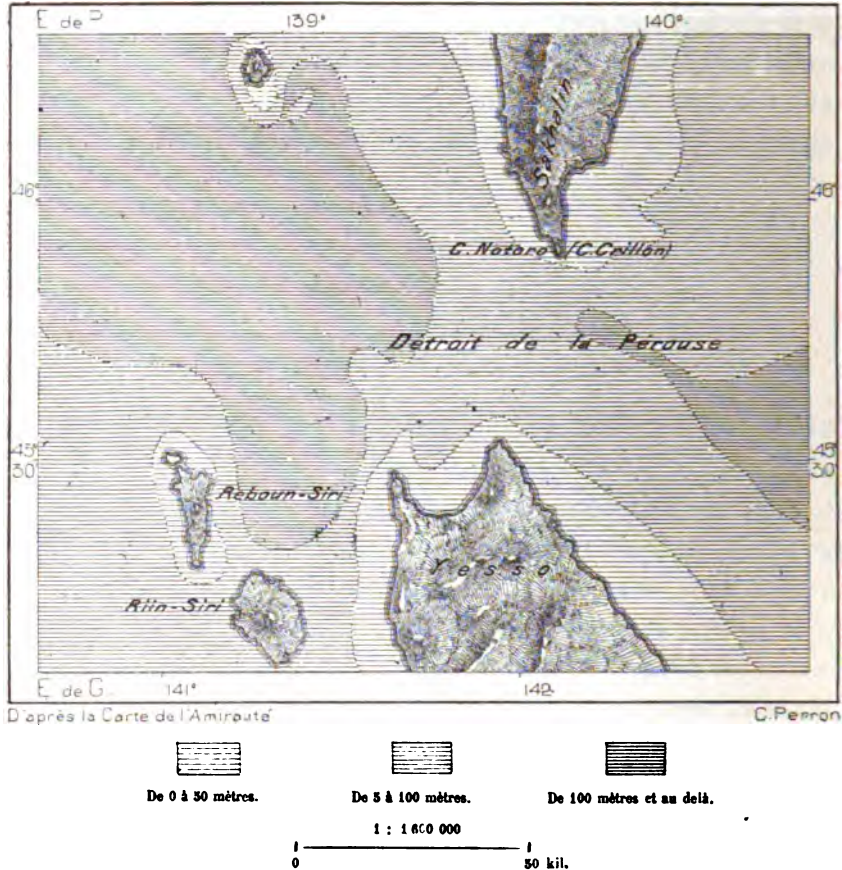 E de P 139° 140°
Sakhalin
46° 46°
C. Notoro (C. Crillon)
Détroit de la Pérouse
45° 45°
30' 30'
Reboun-Siri
Yesso
Riin-Siri
E de G. 141° 142
D'après la Carte de l'Amirauté C. Perron
De 0 à 50 mètres. De 5 à 100 mètres. De 100 mètres et au delà.
1 : 1 600 000
0 50 kil.